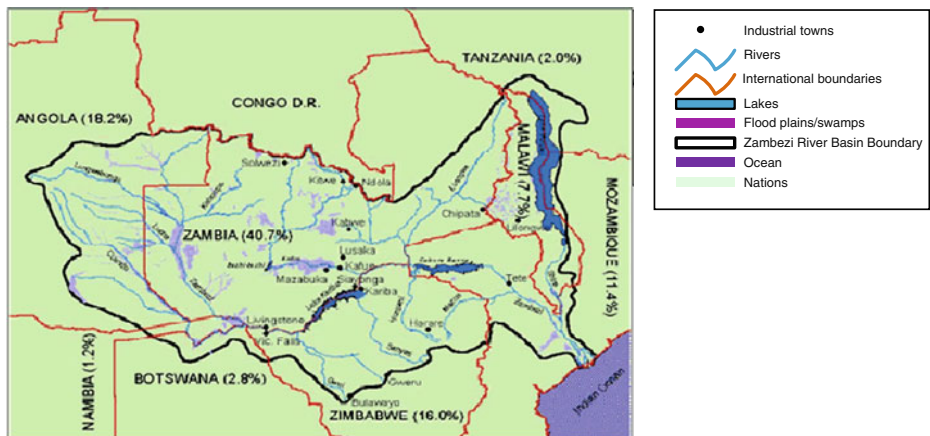 TANZANIA (2.0%)
CONGO D.R.
ANGOLA (18.2%)
MALAWI (7.7%)
MOZAMBIQUE (11.4%)
Solwezi
Kitwe
Ndola
Chipata
Lilongwe
Kabwe
ZAMBIA (40.7%)
Lusaka
Kafue
Mazabuka
Siavonga
Kariba
Tete
Livingstone
Vic. Falls
Harare
Zambezi
Gweru
Bulawayo
NAMIBIA (1.2%)
BOTSWANA (2.8%)
ZIMBABWE (16.0%)
Indian Ocean
Industrial towns
Rivers
International boundaries
Lakes
Flood plains/swamps
Zambezi River Basin Boundary
Ocean
Nations